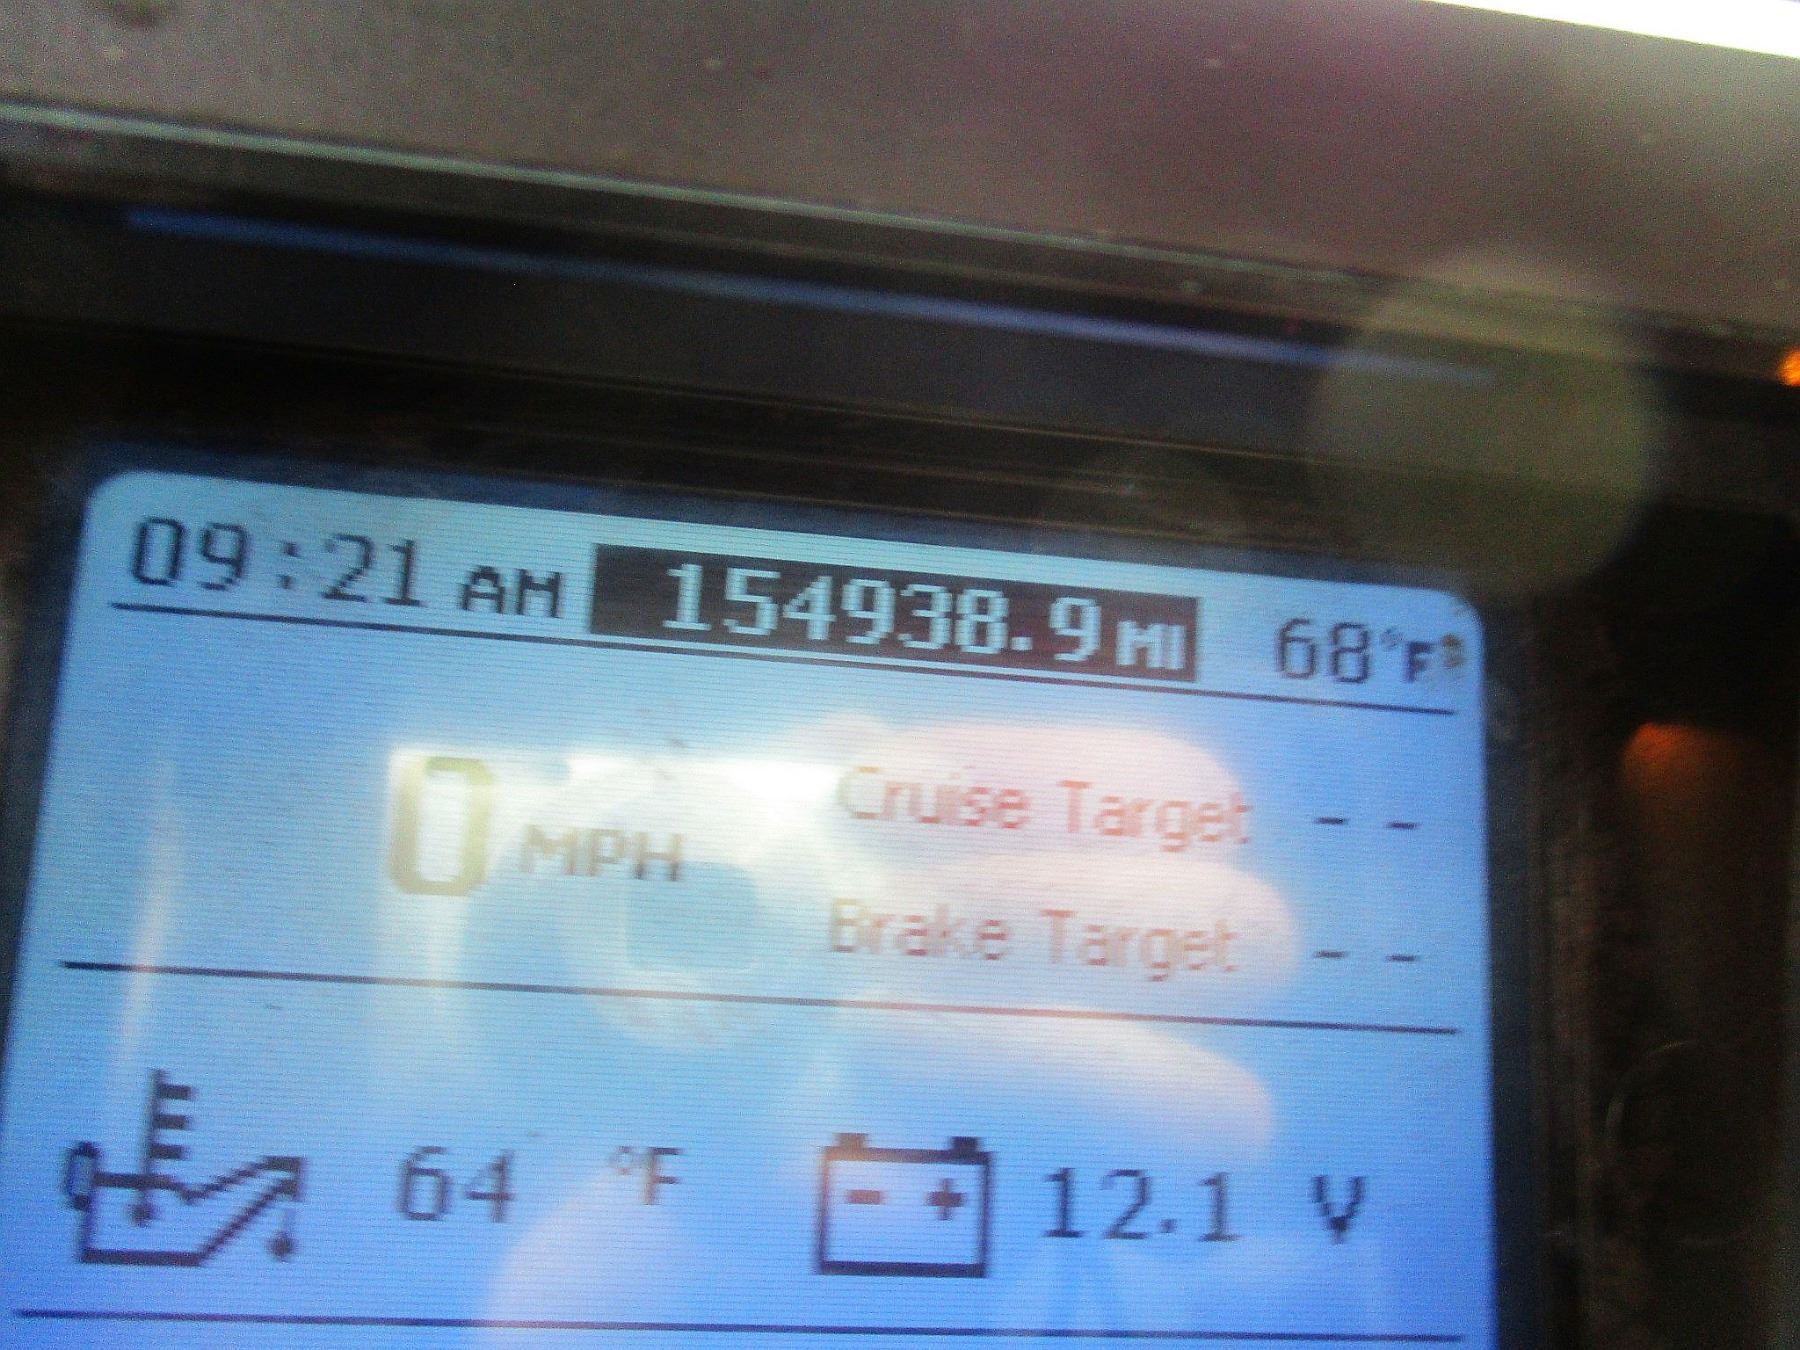 09:21 AM 154938.9 MI 68°F
0 MPH Cruise Target --
Brake Target --
64 °F - + 12.1 V